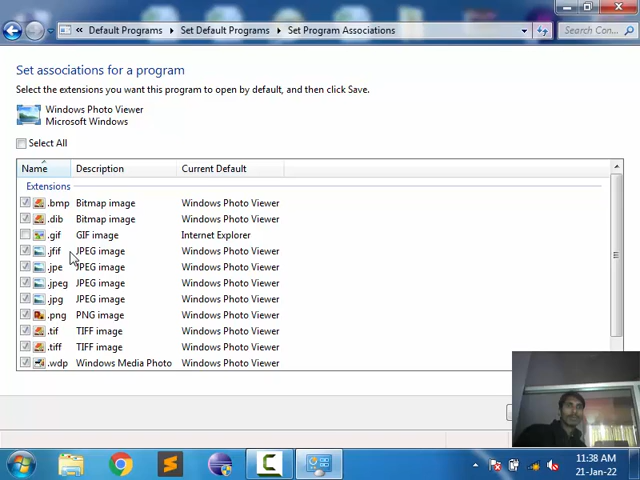 Default Programs Set Default Programs Set Program Associations
Search Con...
Set associations for a program
Select the extensions you want this program to open by default, and then click Save.
Windows Photo Viewer
Microsoft Windows
Select All
Name Description Current Default
Extensions
.bmp Bitmap image Windows Photo Viewer
.dib Bitmap image Windows Photo Viewer
.gif GIF image Internet Explorer
.jfif JPEG image Windows Photo Viewer
.jpe JPEG image Windows Photo Viewer
.jpeg JPEG image Windows Photo Viewer
.jpg JPEG image Windows Photo Viewer
.png PNG image Windows Photo Viewer
.tif TIFF image Windows Photo Viewer
.tiff TIFF image Windows Photo Viewer
.wdp Windows Media Photo Windows Photo Viewer
11:38 AM
21-Jan-22